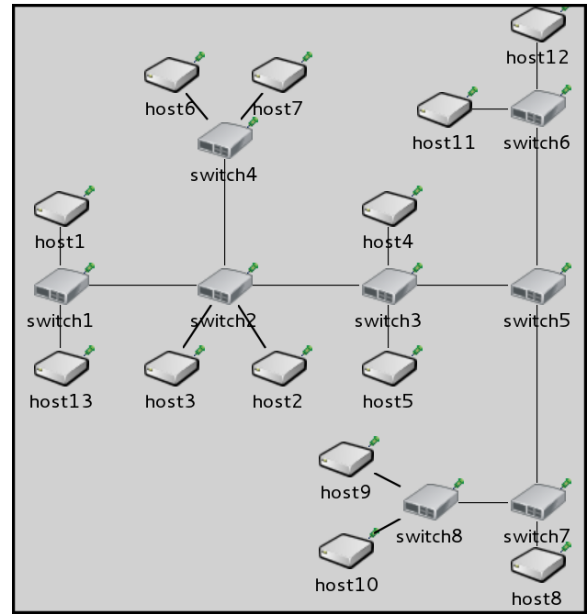 host12
host6 host7
host11 switch6
switch4
host1 host4
switch1 switch2 switch3 switch5
host13 host3 host2 host5
host9
switch8 switch7
host10 host8